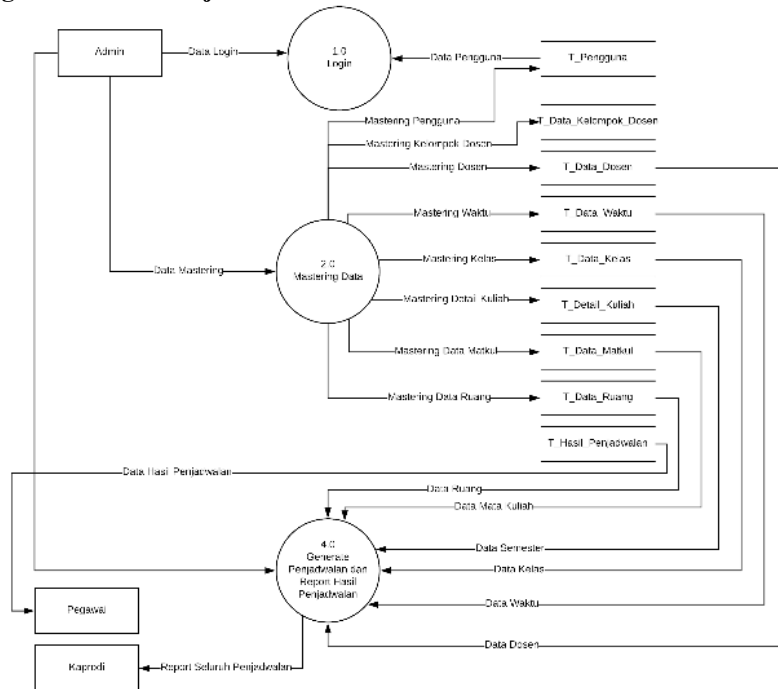 Admin
Data Login
1.0
Login
Data Pengguna
T_Pengguna
Mastering Pengguna
T_Data_Kelompok_Dosen
Mastering Kelompok Dosen
Mastering Dosen
T_Data_Dosen
Mastering Waktu
T_Data_Waktu
2.0
Mastering Data
Data Mastering
Mastering Kelas
T_Data_Kelas
Mastering Detail Kuliah
T_Detail_Kuliah
Mastering Data Matkul
T_Data_Matkul
Mastering Data Ruang
T_Data_Ruang
T_Hasil_Penjadwalan
Data Hasil Penjadwalan
Data Ruang
Data Mata Kuliah
4.0
Generate
Penjadwalan dan
Report Hasil
Penjadwalan
Data Semester
Data Kelas
Data Waktu
Pegawai
Data Dosen
Kaprodi
Report Seluruh Penjadwalan